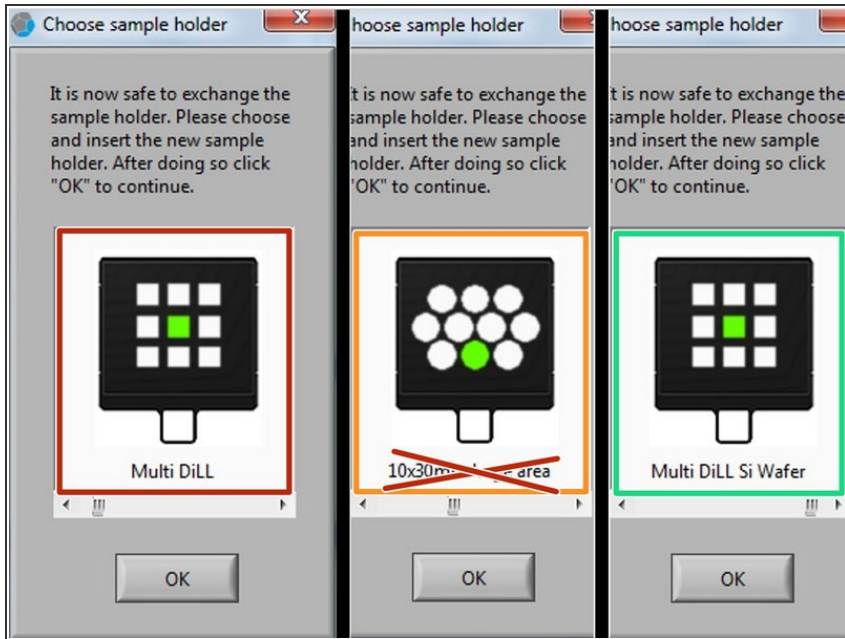 Choose sample holder
It is now safe to exchange the
sample holder. Please choose
and insert the new sample
holder. After doing so click
"OK" to continue.
Multi DiLL
OK
hoose sample holder
t is now safe to exchange the
sample holder. Please choose
and insert the new sample
holder. After doing so click
"OK" to continue.
10x30m area
OK
hoose sample holder
t is now safe to exchange the
sample holder. Please choose
and insert the new sample
holder. After doing so click
"OK" to continue.
Multi DiLL Si Wafer
OK